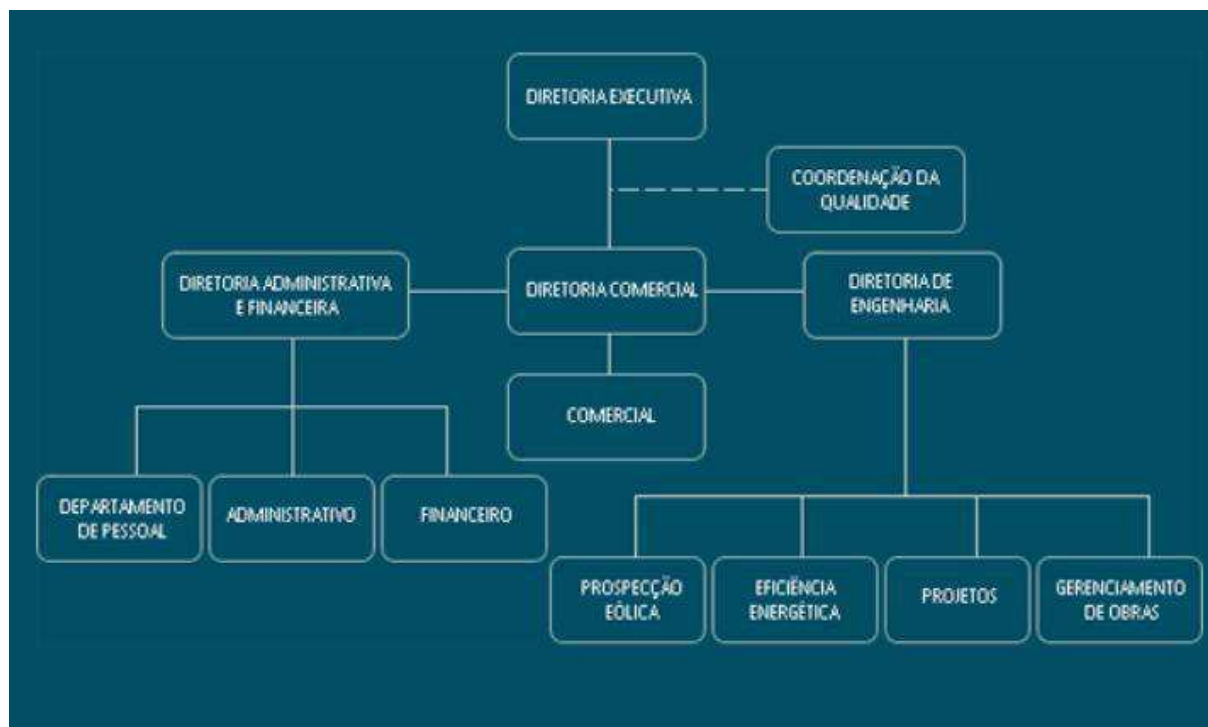 DIRETORIA EXECUTIVA
COORDENAÇÃO DA
QUALIDADE
DIRETORIA ADMINISTRATIVA
E FINANCEIRA
DIRETORIA COMERCIAL
DIRETORIA DE
ENGENHARIA
COMERCIAL
DEPARTAMENTO
DE PESSOAL
ADMINISTRATIVO
FINANCEIRO
PROSPECÇÃO
EÓLICA
EFICIÊNCIA
ENERGÉTICA
PROJETOS
GERENCIAMENTO
DE OBRAS